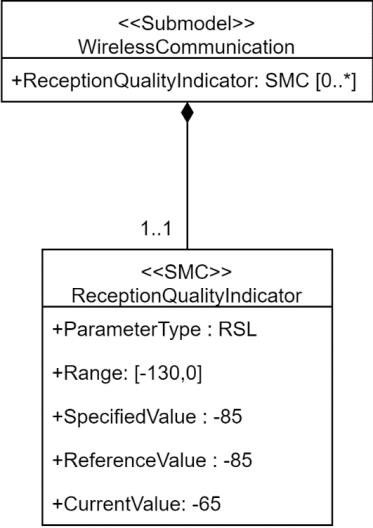 <<Submodel>>
WirelessCommunication
+ReceptionQualityIndicator: SMC [0..*]
1..1
<<SMC>>
ReceptionQualityIndicator
+ParameterType : RSL
+Range: [-130,0]
+SpecifiedValue : -85
+ReferenceValue : -85
+CurrentValue: -65